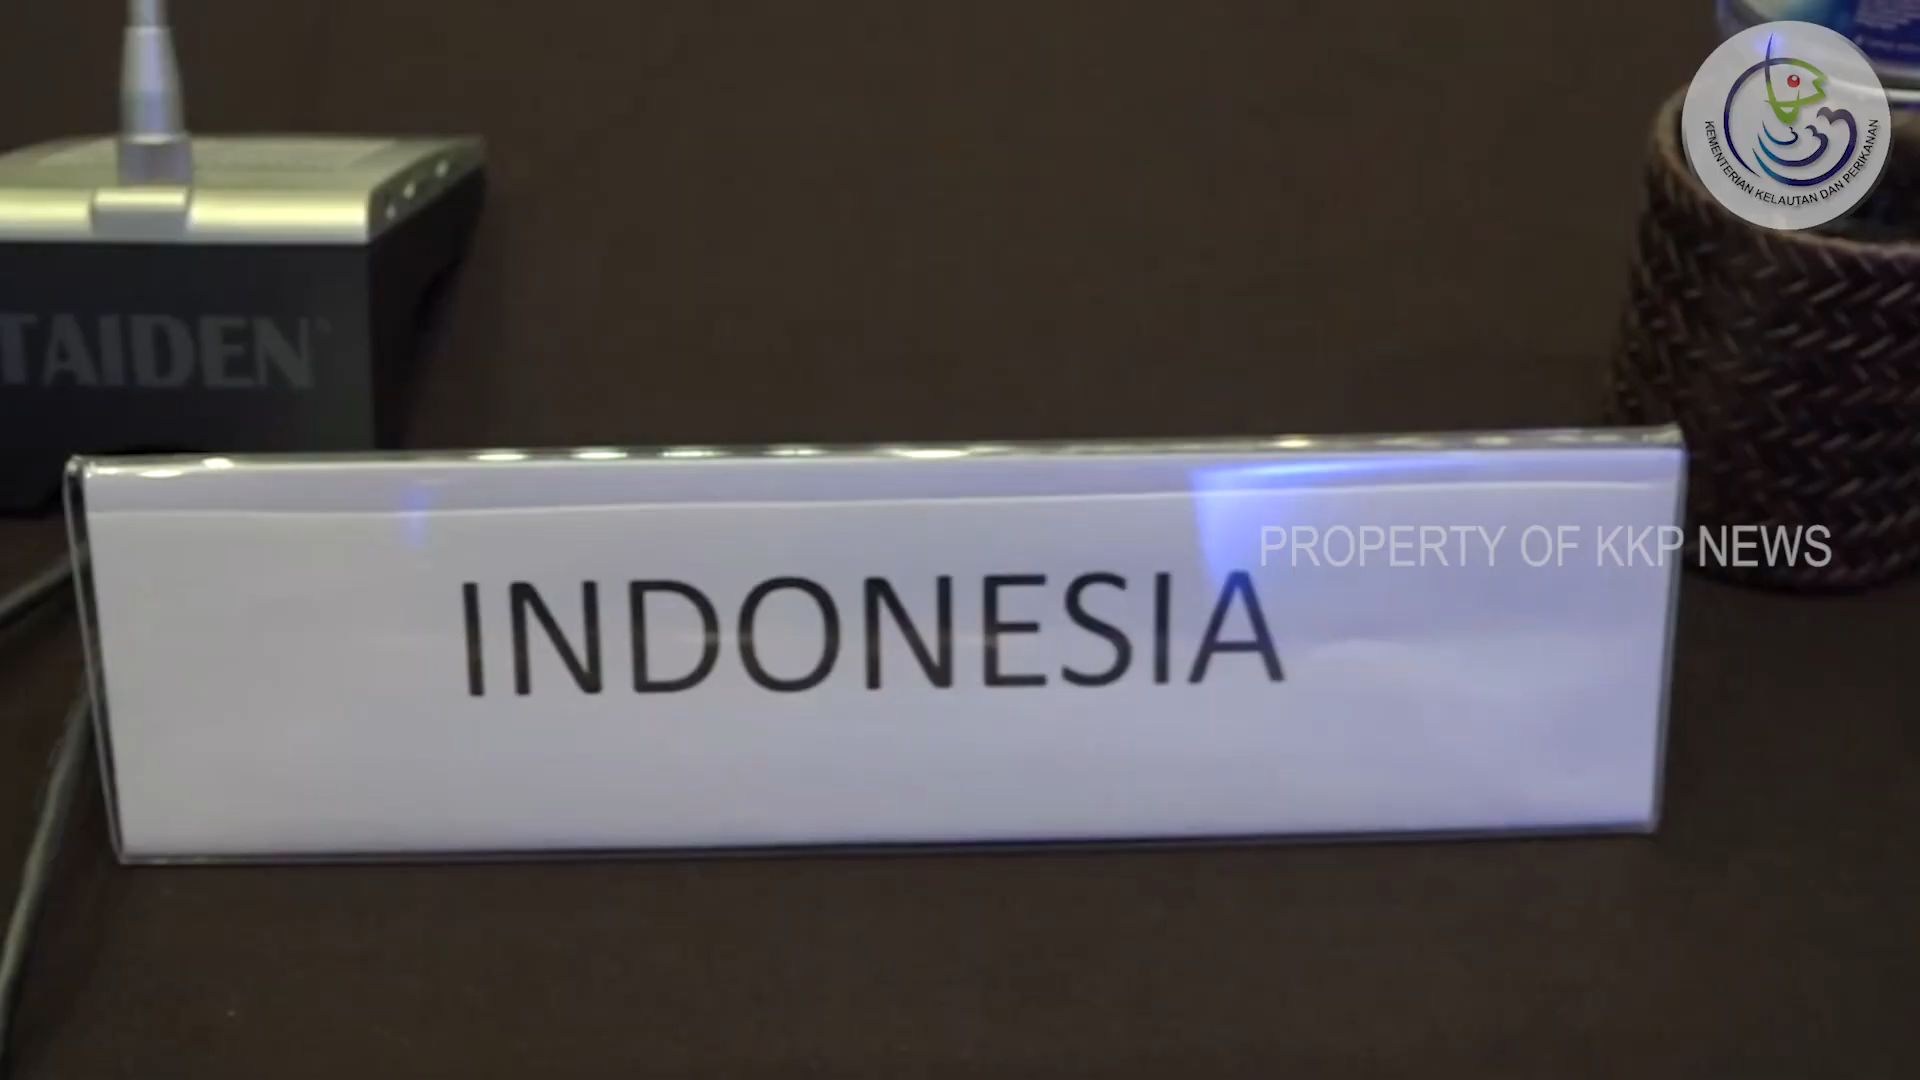 KEMENTERIAN KELAUTAN DAN PERIKANAN
TAIDEN
PROPERTY OF KKP NEWS
INDONESIA